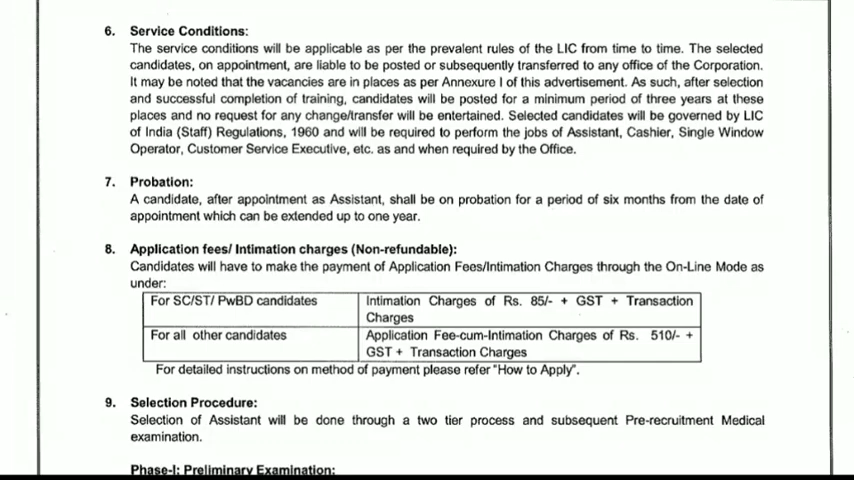 6. Service Conditions:
The service conditions will be applicable as per the prevalent rules of the LIC from time to time. The selected
candidates, on appointment, are liable to be posted or subsequently transferred to any office of the Corporation.
It may be noted that the vacancies are in places as per Annexure I of this advertisement. As such, after selection
and successful completion of training, candidates will be posted for a minimum period of three years at these
places and no request for any change/transfer will be entertained. Selected candidates will be governed by LIC
of India (Staff) Regulations, 1960 and will be required to perform the jobs of Assistant, Cashier, Single Window
Operator, Customer Service Executive, etc. as and when required by the Office.
7. Probation:
A candidate, after appointment as Assistant, shall be on probation for a period of six months from the date of
appointment which can be extended up to one year.
8. Application fees/ Intimation charges (Non-refundable):
Candidates will have to make the payment of Application Fees/Intimation Charges through the On-Line Mode as
under:
For SC/ST/ PwBD candidates Intimation Charges of Rs. 85/- + GST + Transaction
Charges
For all other candidates Application Fee-cum-Intimation Charges of Rs. 510/- +
GST + Transaction Charges
For detailed instructions on method of payment please refer "How to Apply".
9. Selection Procedure:
Selection of Assistant will be done through a two tier process and subsequent Pre-recruitment Medical
examination.
Phase-I: Preliminary Examination: